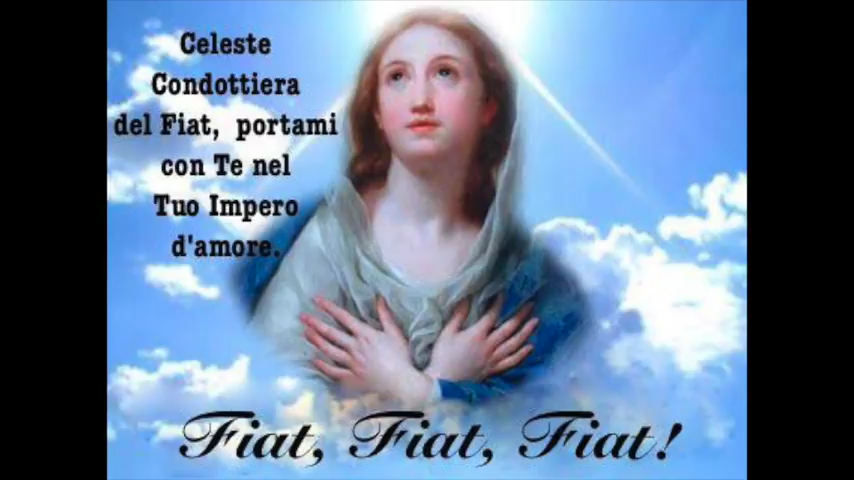 Celeste
Condottiera
del Fiat, portami
con Te nel
Tuo Impero
d'amore.
Fiat, Fiat, Fiat!